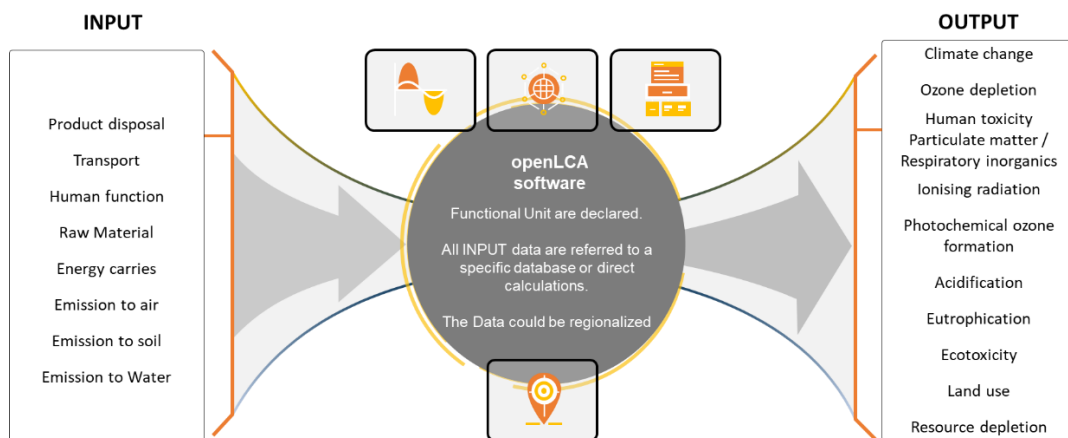 INPUT
Product disposal
Transport
Human function
Raw Material
Energy carries
Emission to air
Emission to soil
Emission to Water
openLCA
software
Functional Unit are declared.
All INPUT data are referred to a
specific database or direct
calculations.
The Data could be regionalized
OUTPUT
Climate change
Ozone depletion
Human toxicity
Particulate matter /
Respiratory inorganics
Ionising radiation
Photochemical ozone
formation
Acidification
Eutrophication
Ecotoxicity
Land use
Resource depletion